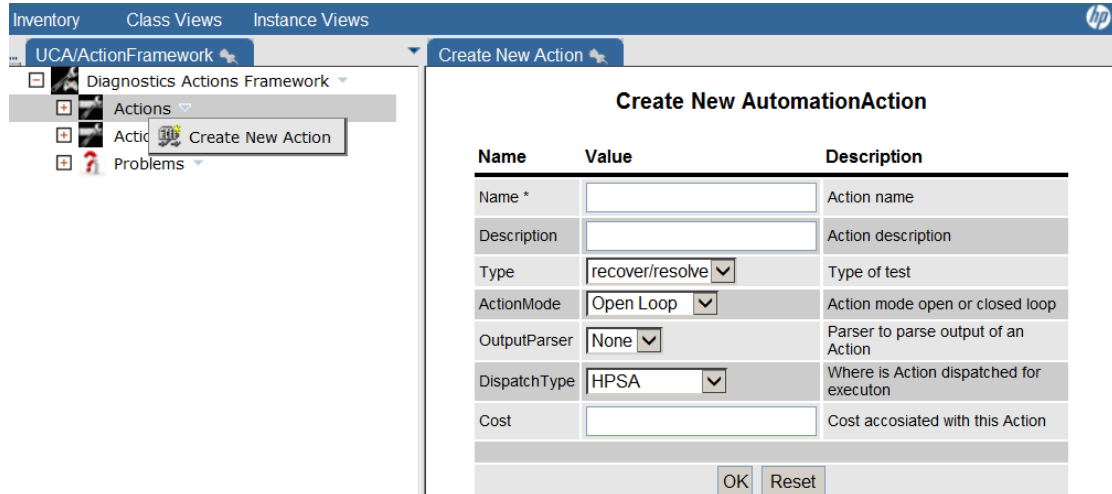 Inventory Class Views Instance Views
hp
... UCA/ActionFramework
Create New Action
Diagnostics Actions Framework
Actions
Create New Action
Actio
Problems
Create New AutomationAction
Name Value Description
Name * Action name
Description Action description
Type recover/resolve Type of test
ActionMode Open Loop Action mode open or closed loop
OutputParser None Parser to parse output of an
Action
DispatchType HPSA Where is Action dispatched for
executon
Cost Cost accosiated with this Action
OK Reset